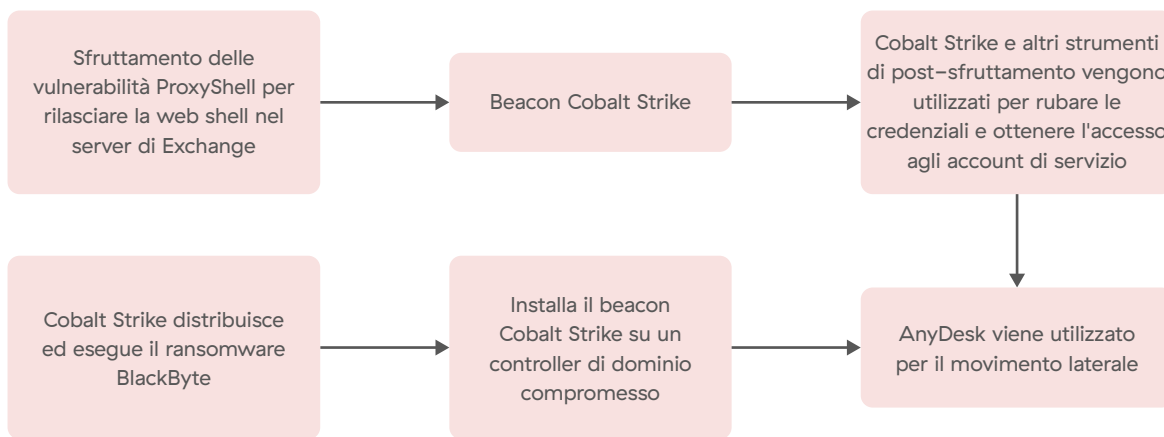 Sfruttamento delle
vulnerabilità ProxyShell per
rilasciare la web shell nel
server di Exchange
Beacon Cobalt Strike
Cobalt Strike e altri strumenti
di post-sfruttamento vengono
utilizzati per rubare le
credenziali e ottenere l'accesso
agli account di servizio
Cobalt Strike distribuisce
ed esegue il ransomware
BlackByte
Installa il beacon
Cobalt Strike su un
controller di dominio
compromesso
AnyDesk viene utilizzato
per il movimento laterale